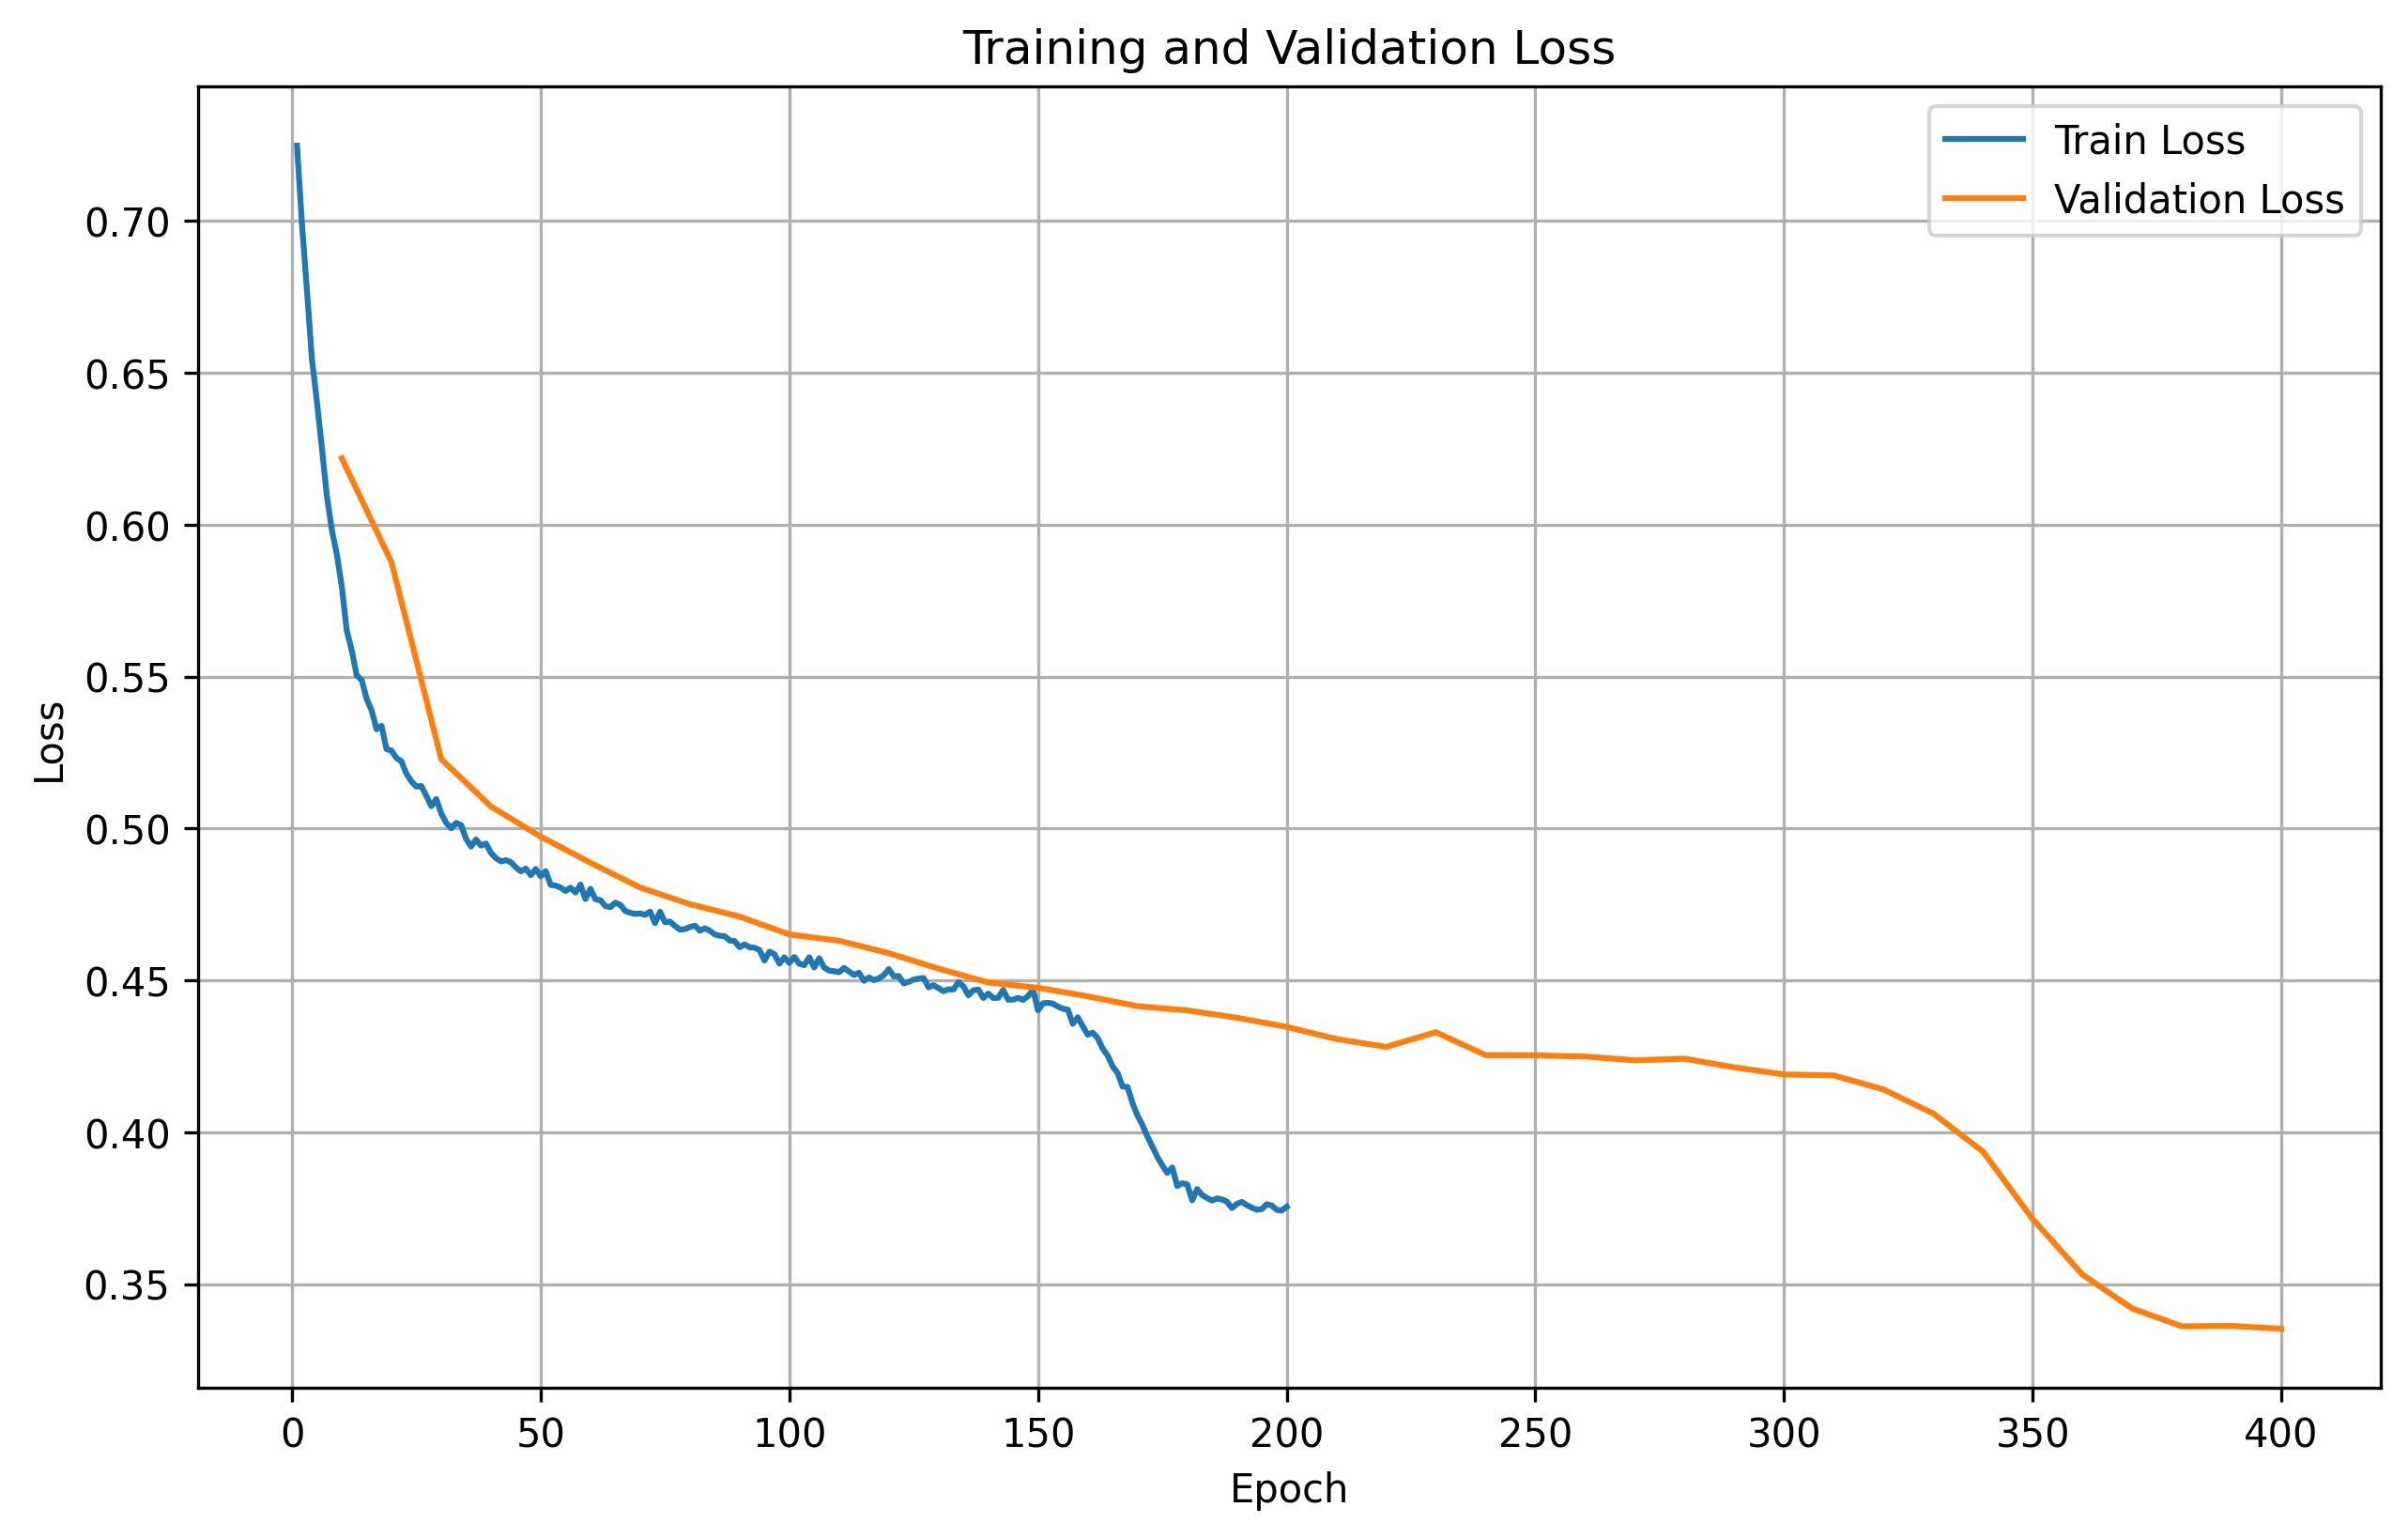 Training and Validation Loss
Train Loss
Validation Loss
0.70
0.65
0.60
0.55
0.50
0.45
0.40
0.35
Loss
0 50 100 150 200 250 300 350 400
Epoch